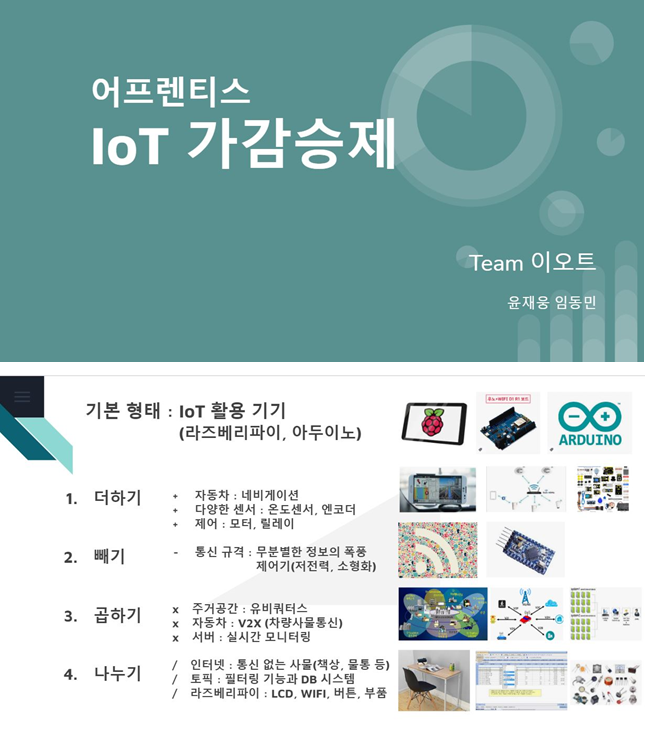 어프렌티스
IoT 가감승제
Team 이오트
윤재웅 임동민
기본 형태 : IoT 활용 기기
(라즈베리파이, 아두이노)
ARDUINO
1. 더하기
+ 자동차 : 네비게이션
+ 다양한 센서 : 온도센서, 엔코더
+ 제어 : 모터, 릴레이
2. 빼기
- 통신 규격 : 무분별한 정보의 폭풍
제어기(저전력, 소형화)
3. 곱하기
x 주거공간 : 유비쿼터스
x 자동차 : V2X (차량사물통신)
x 서버 : 실시간 모니터링
4. 나누기
/ 인터넷 : 통신 없는 사물(책상, 물통 등)
/ 토픽 : 필터링 기능과 DB 시스템
/ 라즈베리파이 : LCD, WIFI, 버튼, 부품